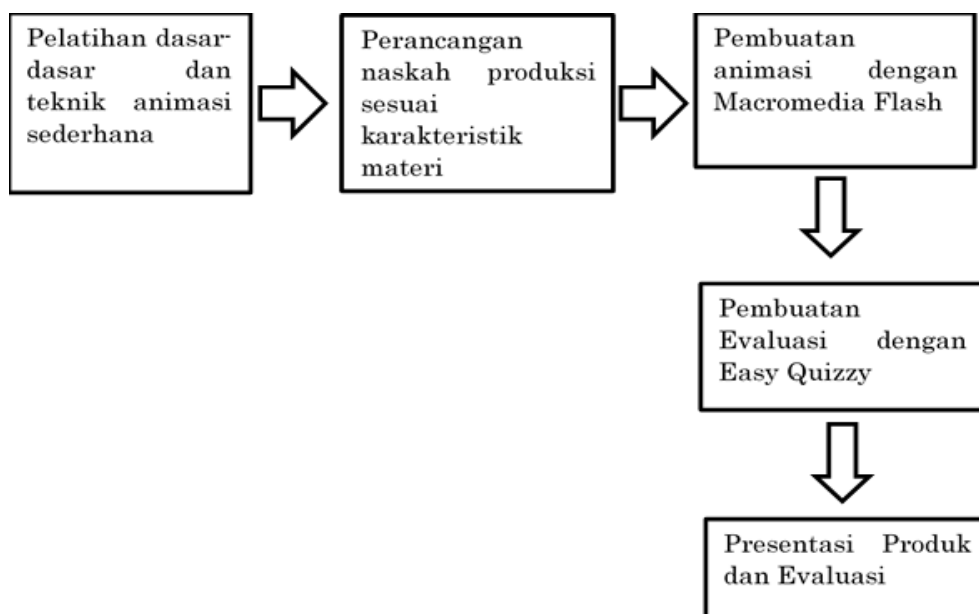 Pelatihan dasar-
dasar dan
teknik animasi
sederhana
Perancangan
naskah produksi
sesuai
karakteristik
materi
Pembuatan
animasi dengan
Macromedia Flash
Pembuatan
Evaluasi dengan
Easy Quizzy
Presentasi Produk
dan Evaluasi